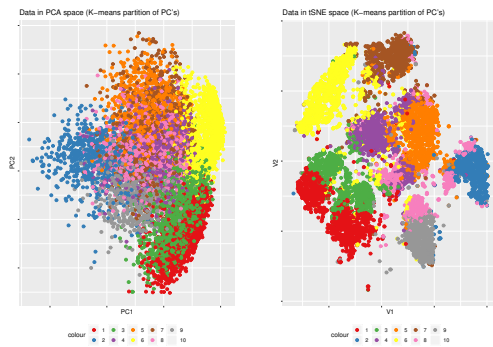 Data in PCA space (K−means partition of PC's)
PC2
PC1
colour
1 3 5 7 9
2 4 6 8 10
Data in tSNE space (K−means partition of PC's)
V2
V1
colour
1 3 5 7 9
2 4 6 8 10